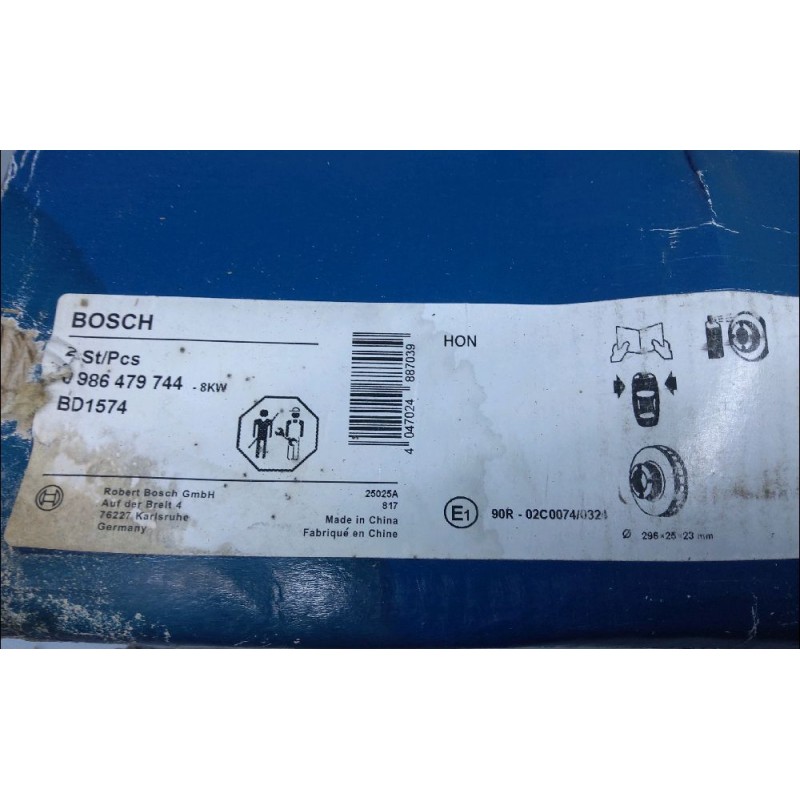 BOSCH
St/Pcs
986 479 744 - 8KW
BD1574
4 047024 887039
HON
Robert Bosch GmbH
Auf der Breit 4
76227 Karlsruhe
Germany
25025A
817
Made in China
Fabriqué en Chine
E1
90R - 02C0074/0321
Ø 296×25×23 mm